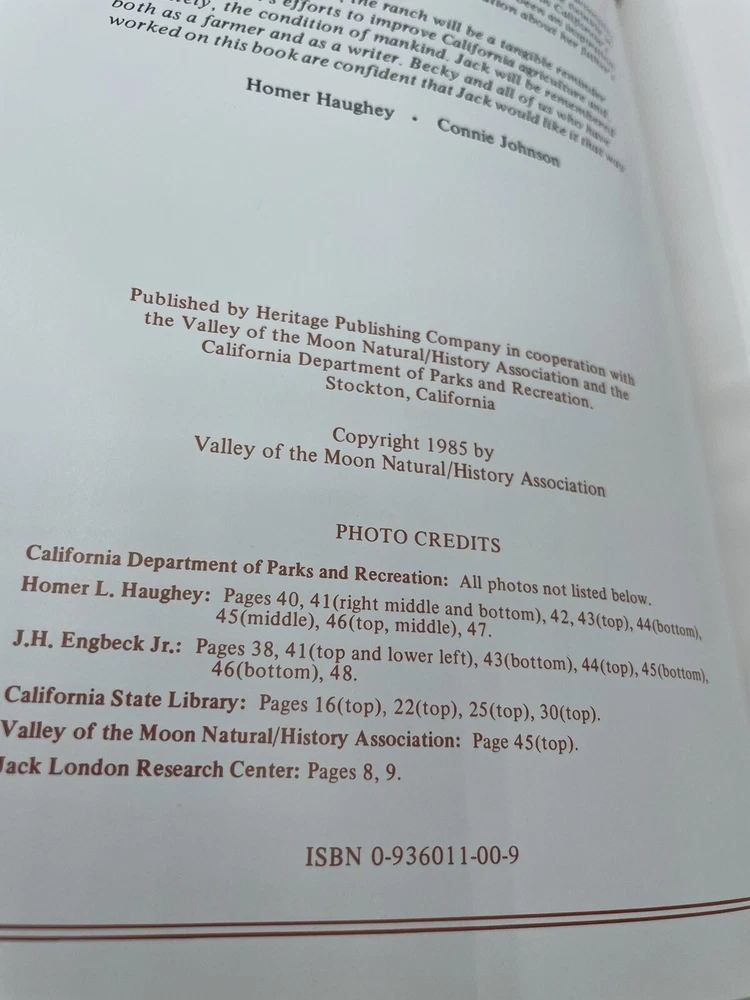 the ranch will be a tangible reminder
efforts to improve California agriculture and,
the condition of mankind. Jack will be remembered
both as a farmer and as a writer. Becky and all of us who have
worked on this book are confident that Jack would like it that way
Homer Haughey • Connie Johnson
Published by Heritage Publishing Company in cooperation with
the Valley of the Moon Natural/History Association and the
California Department of Parks and Recreation.
Stockton, California
Copyright 1985 by
Valley of the Moon Natural/History Association
PHOTO CREDITS
California Department of Parks and Recreation: All photos not listed below.
Homer L. Haughey: Pages 40, 41(right middle and bottom), 42, 43(top), 44(bottom),
45(middle), 46(top, middle), 47.
J.H. Engbeck Jr.: Pages 38, 41(top and lower left), 43(bottom), 44(top), 45(bottom),
46(bottom), 48.
California State Library: Pages 16(top), 22(top), 25(top), 30(top).
Valley of the Moon Natural/History Association: Page 45(top).
Jack London Research Center: Pages 8, 9.
ISBN 0-936011-00-9